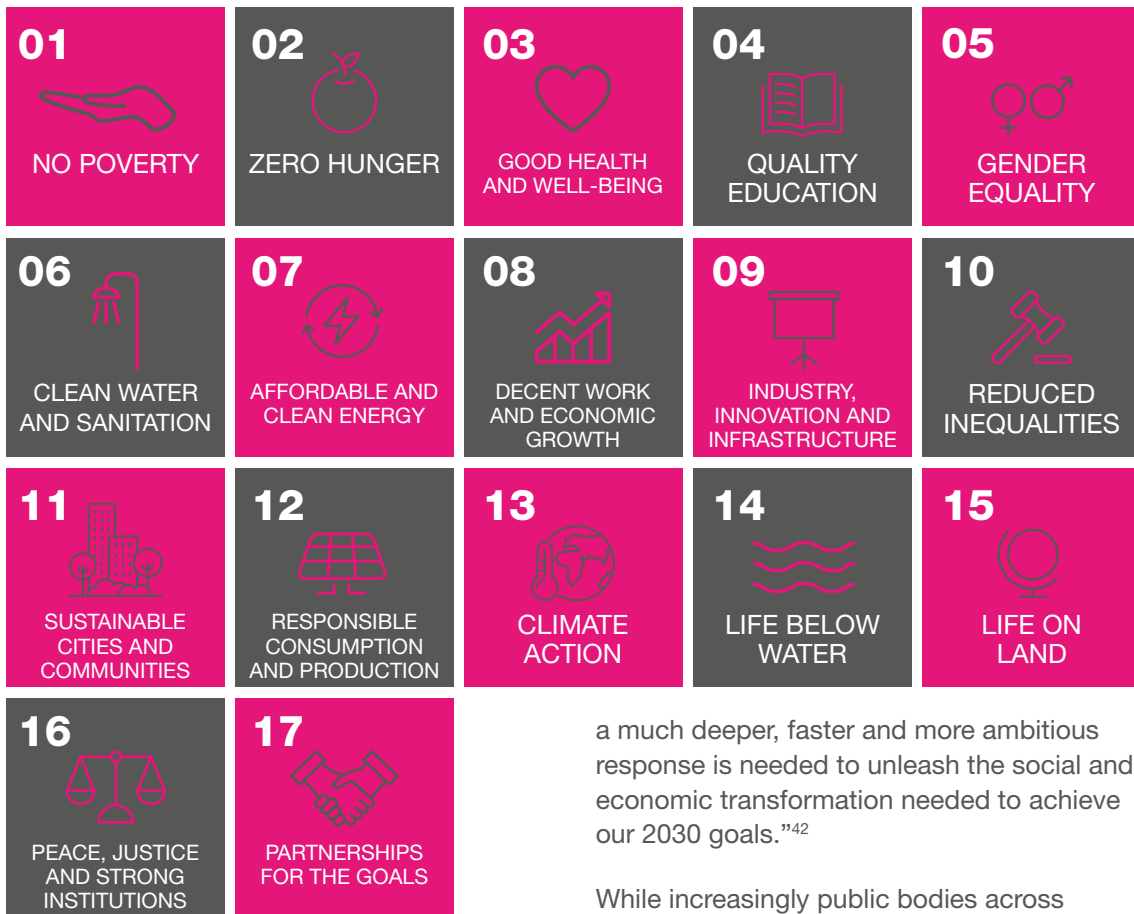 01
NO POVERTY
02
ZERO HUNGER
03
GOOD HEALTH
AND WELL-BEING
04
QUALITY
EDUCATION
05
GENDER
EQUALITY
06
CLEAN WATER
AND SANITATION
07
AFFORDABLE AND
CLEAN ENERGY
08
DECENT WORK
AND ECONOMIC
GROWTH
09
INDUSTRY,
INNOVATION AND
INFRASTRUCTURE
10
REDUCED
INEQUALITIES
11
SUSTAINABLE
CITIES AND
COMMUNITIES
12
RESPONSIBLE
CONSUMPTION
AND PRODUCTION
13
CLIMATE
ACTION
14
LIFE BELOW
WATER
15
LIFE ON
LAND
16
PEACE, JUSTICE
AND STRONG
INSTITUTIONS
17
PARTNERSHIPS
FOR THE GOALS
a much deeper, faster and more ambitious
response is needed to unleash the social and
economic transformation needed to achieve
our 2030 goals.”42
While increasingly public bodies across